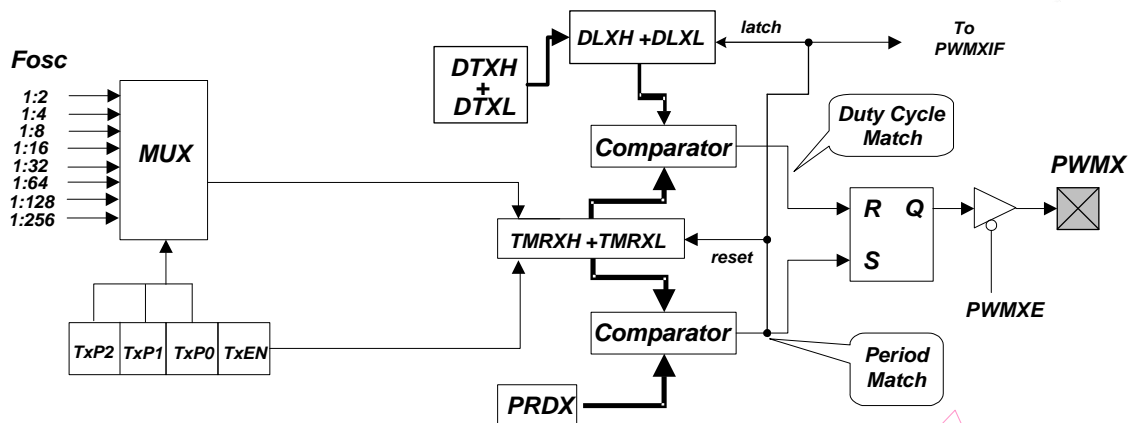 DLXH +DLXL
latch
To
PWMXIF
Fosc
DTXH
+
DTXL
1:2
1:4
1:8
1:16
1:32
1:64
1:128
1:256
MUX
Comparator
Duty Cycle
Match
PWMX
R Q
S
TMRXH +TMRXL
reset
PWMXE
TxP2 TxP1 TxP0 TxEN
Comparator
Period
Match
PRDX